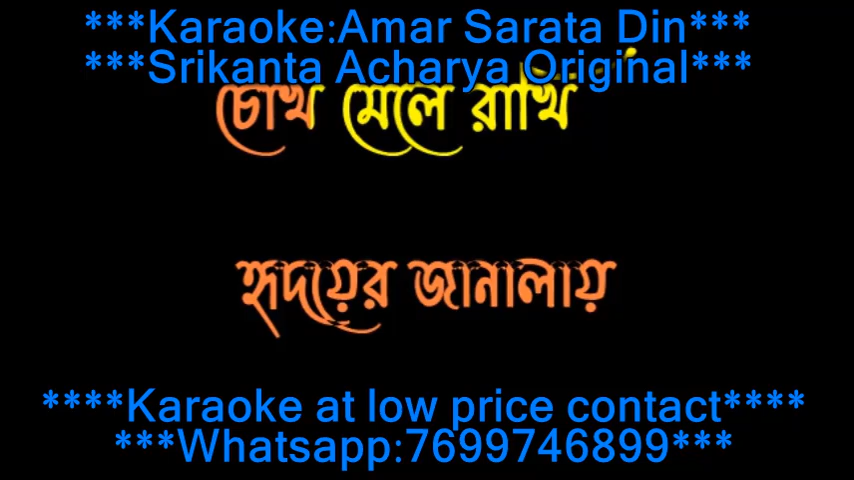 ***Karaoke:Amar Sarata Din***
***Srikanta Acharya Original***
চোখ মেলে রাখি
হৃদয়ের জানালায়
****Karaoke at low price contact****
***Whatsapp:7699746899***